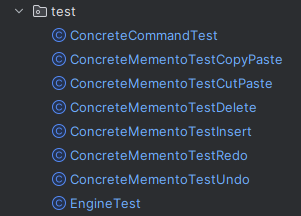 test
ConcreteCommandTest
ConcreteMementoTestCopyPaste
ConcreteMementoTestCutPaste
ConcreteMementoTestDelete
ConcreteMementoTestInsert
ConcreteMementoTestRedo
ConcreteMementoTestUndo
EngineTest